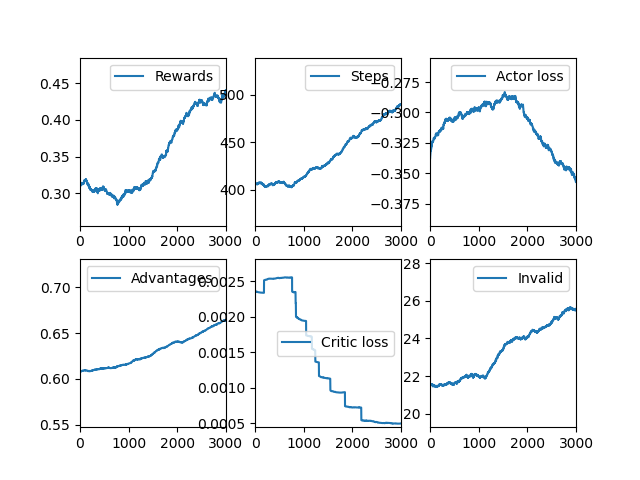 Rewards
0.45
0.40
0.35
0.30
0 1000 2000 3000
Steps
500
450
400
0 1000 2000 3000
Actor loss
−0.275
−0.300
−0.325
−0.350
−0.375
0 1000 2000 3000
Advantages
0.70
0.65
0.60
0.55
0 1000 2000 3000
Critic loss
0.0025
0.0020
0.0015
0.0010
0.0005
0 1000 2000 3000
Invalid
28
26
24
22
20
0 1000 2000 3000